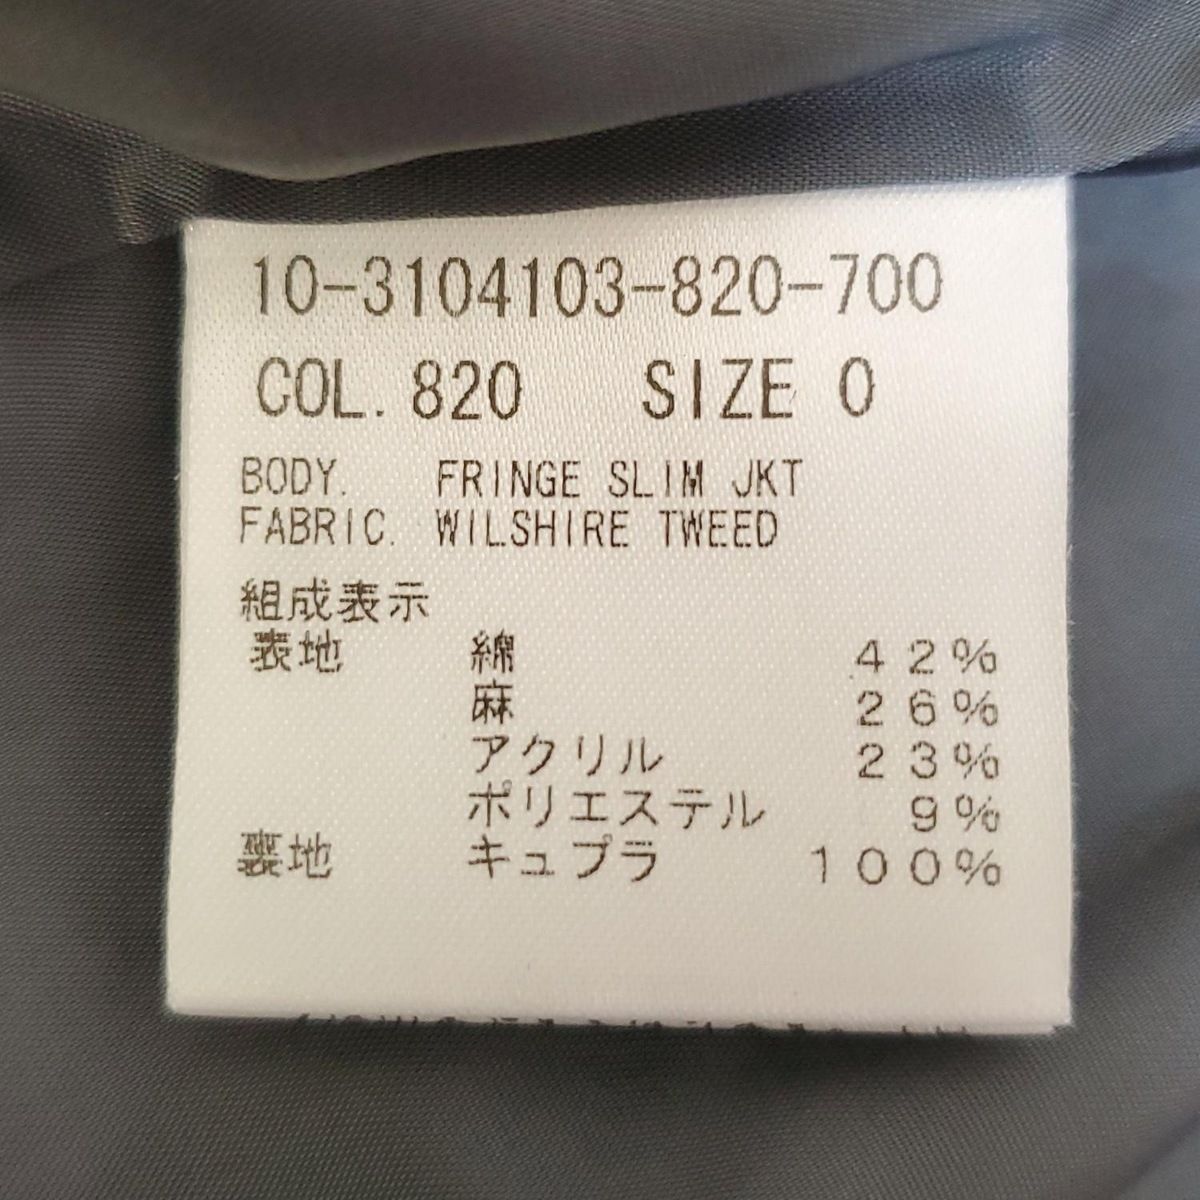 10-3104103-820-700
COL. 820 SIZE 0
BODY. FRINGE SLIM JKT
FABRIC. WILSHIRE TWEED
組成表示
表地 綿 42%
麻 26%
アクリル 23%
ポリエステル 9%
裏地 キュプラ 100%